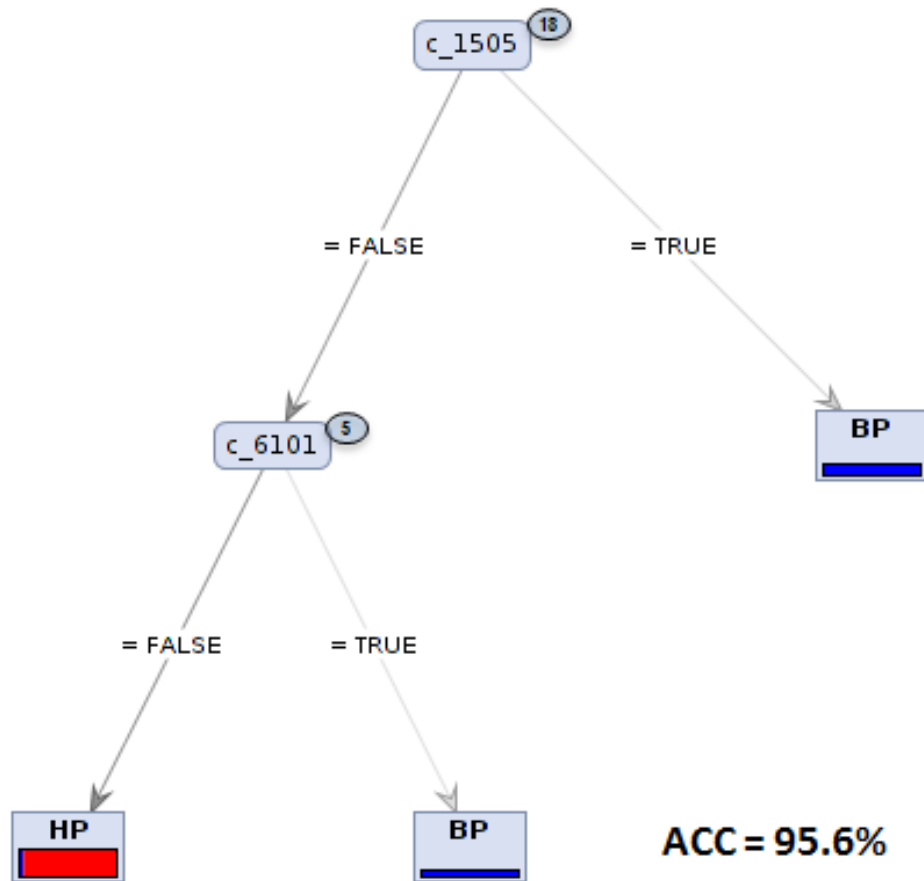 c_1505
18
= FALSE
= TRUE
BP
c_6101
5
= FALSE
= TRUE
HP
BP
ACC = 95.6%